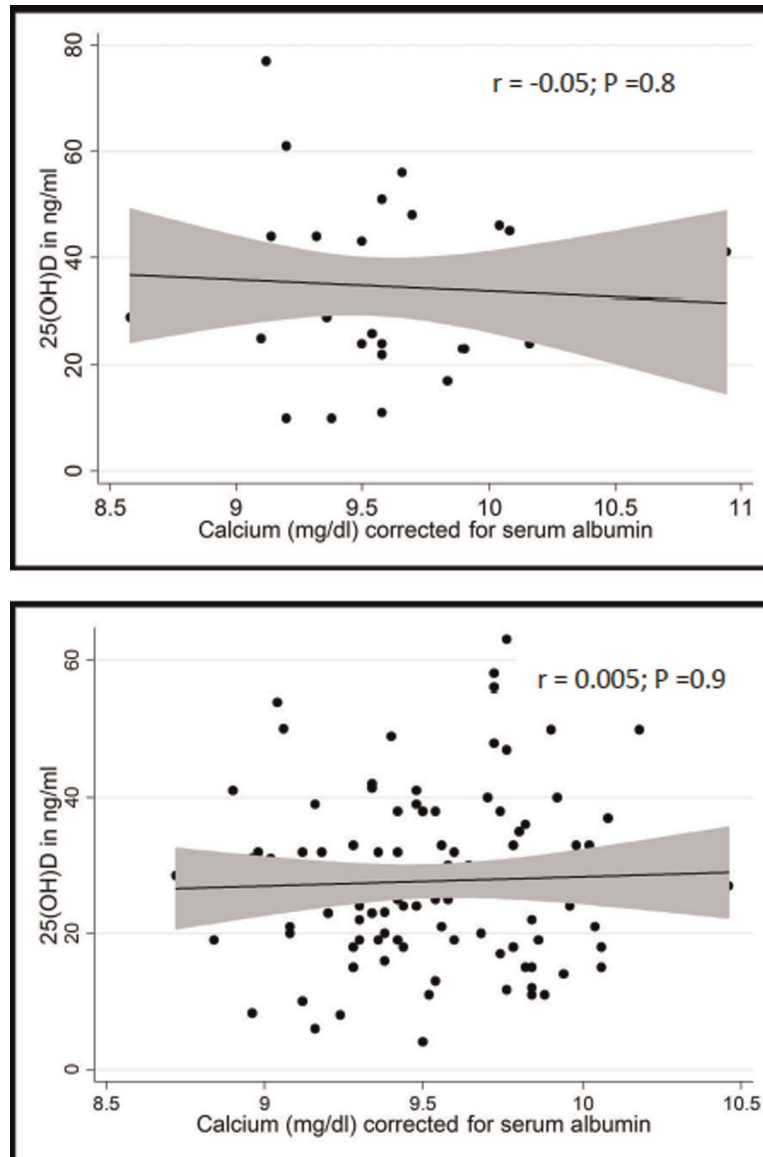 80
60
40
20
0
25(OH)D in ng/ml
r = -0.05; P =0.8
8.5 9 9.5 10 10.5 11
Calcium (mg/dl) corrected for serum albumin
60
40
20
0
25(OH)D in ng/ml
r = 0.005; P =0.9
8.5 9 9.5 10 10.5
Calcium (mg/dl) corrected for serum albumin